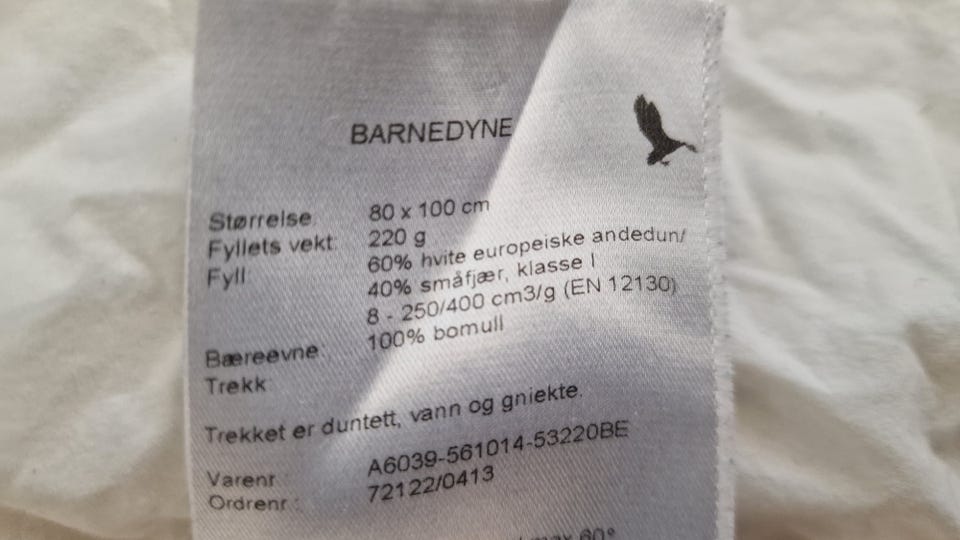 BARNEDYNE
Størrelse: 80 x 100 cm
Fyllets vekt: 220 g
Fyll: 60% hvite europeiske andedun/
40% småfjær, klasse I
Bæreevne: 8 - 250/400 cm3/g (EN 12130)
Trekk: 100% bomull
Trekket er duntett, vann og gniekte.
Varenr : A6039-561014-53220BE
Ordrenr : 72122/0413
max 60°